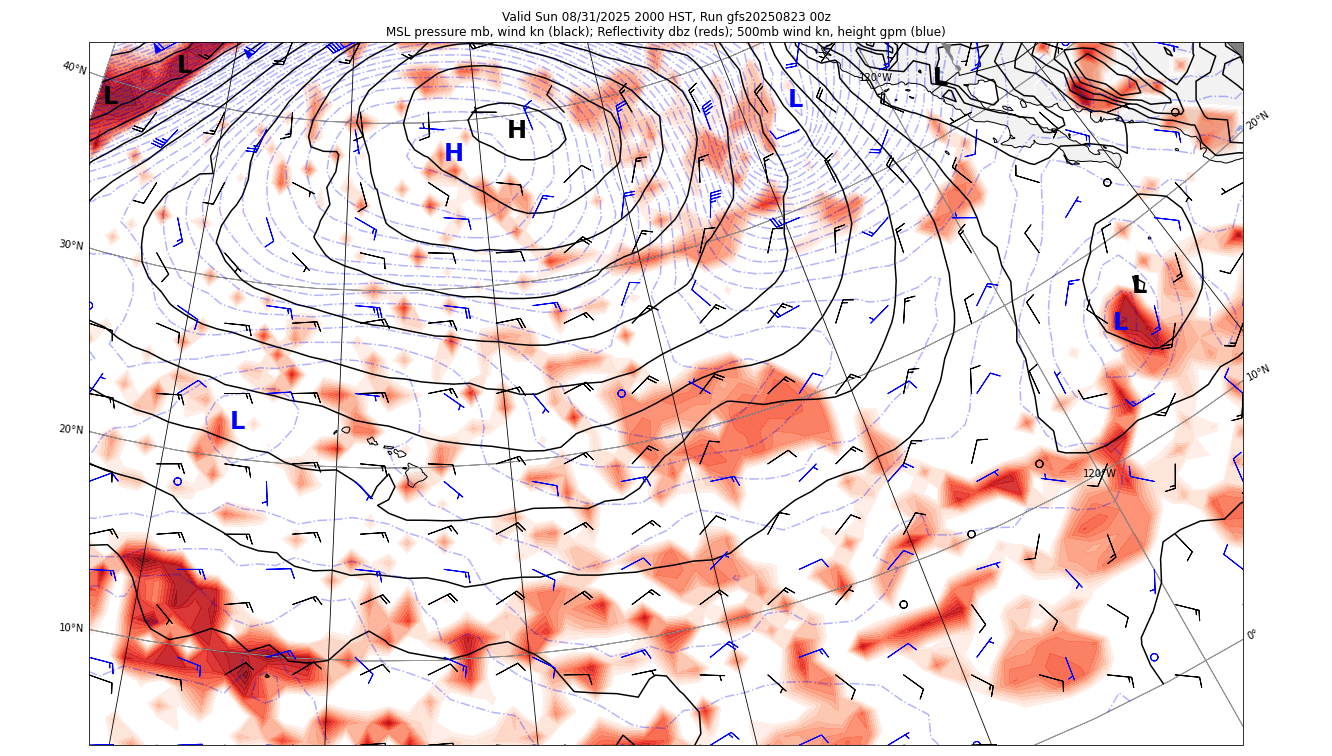 Valid Sun 08/31/2025 2000 HST, Run gfs20250823 00z
MSL pressure mb, wind kn (black); Reflectivity dbz (reds); 500mb wind kn, height gpm (blue)
40°N
L
L
H
H
L
120°W
L
20°N
30°N
L
L
10°N
20°N
L
120°W
10°N
0°